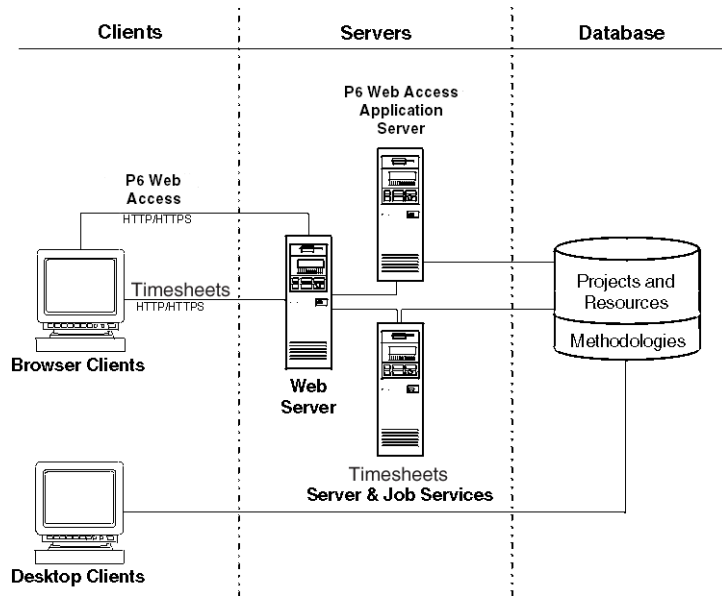 Clients
Servers
Database
P6 Web Access
Application
Server
P6 Web
Access
HTTP/HTTPS
Timesheets
HTTP/HTTPS
Browser Clients
Web
Server
Projects and
Resources
Methodologies
Timesheets
Server & Job Services
Desktop Clients